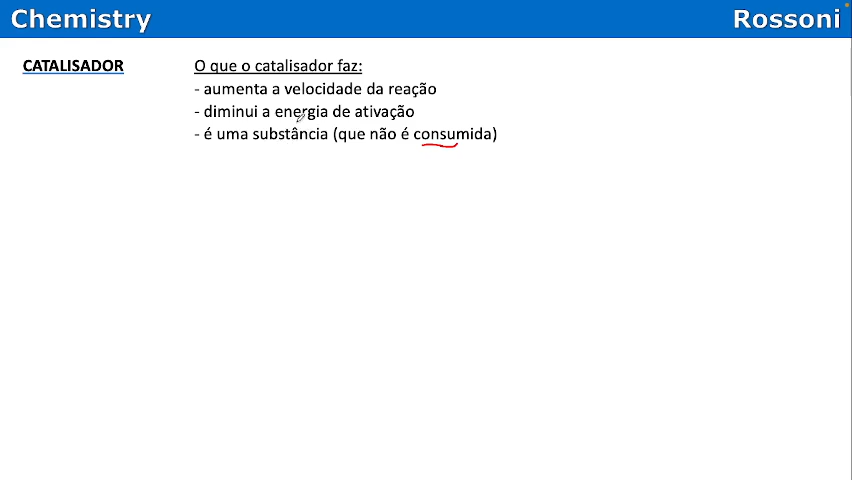 Chemistry Rossoni
CATALISADOR O que o catalisador faz:
- aumenta a velocidade da reação
- diminui a energia de ativação
- é uma substância (que não é consumida)